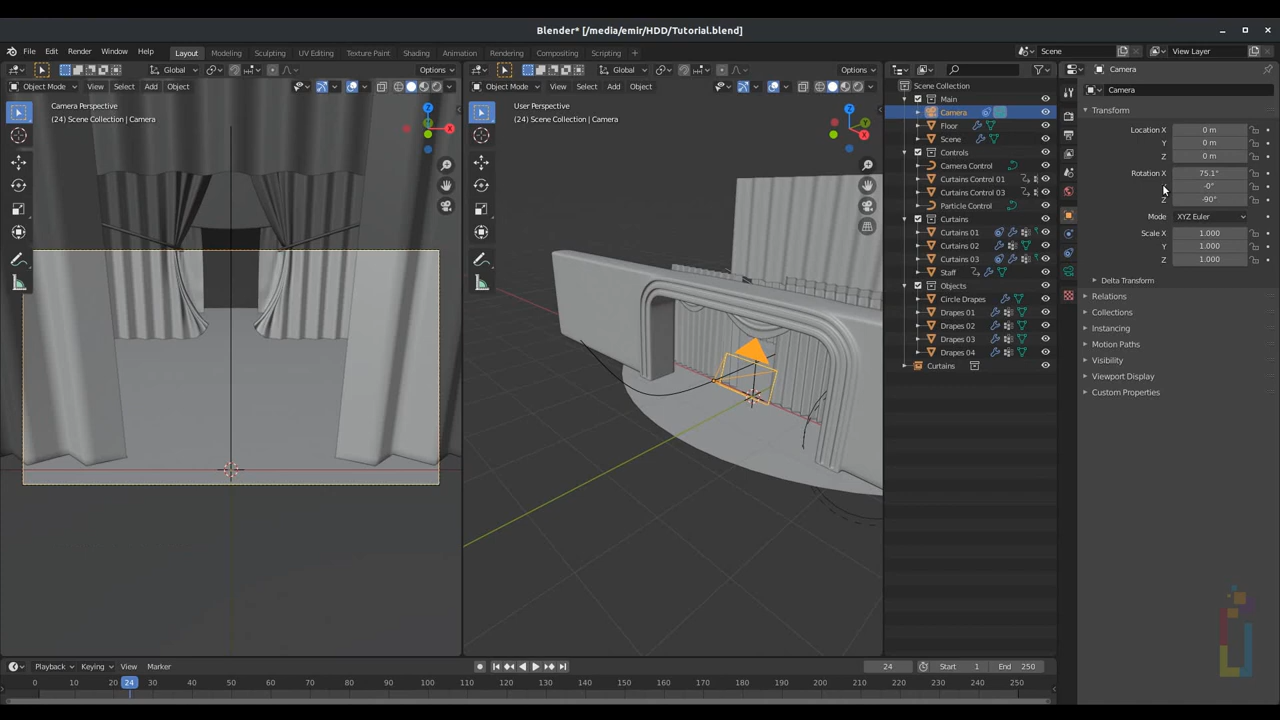 Blender* [/media/emir/HDD/Tutorial.blend]
File Edit Render Window Help Layout Modeling Sculpting UV Editing Texture Paint Shading Animation Rendering Compositing Scripting Scene View Layer
Global Options Global Options
Object Mode View Select Add Object Object Mode View Select Add Object
Camera Perspective
(24) Scene Collection | Camera
User Perspective
(24) Scene Collection | Camera
Scene Collection
Main
Camera
Floor
Scene
Controls
Camera Control
Curtains Control 01
Curtains Control 03
Particle Control
Curtains
Curtains 01
Curtains 02
Curtains 03
Staff
Objects
Circle Drapes
Drapes 01
Drapes 02
Drapes 03
Drapes 04
Curtains
Camera
Camera
Transform
Location X 0 m
Y 0 m
Z 0 m
Rotation X 75.1°
-0°
Z -90°
Mode XYZ Euler
Scale X 1.000
Y 1.000
Z 1.000
Delta Transform
Relations
Collections
Instancing
Motion Paths
Visibility
Viewport Display
Custom Properties
X
Y
Z
X
Playback Keying View Marker 24 Start 1 End 250
0 10 20 24 30 40 50 60 70 80 90 100 110 120 130 140 150 160 170 180 190 200 210 220 230 240 250